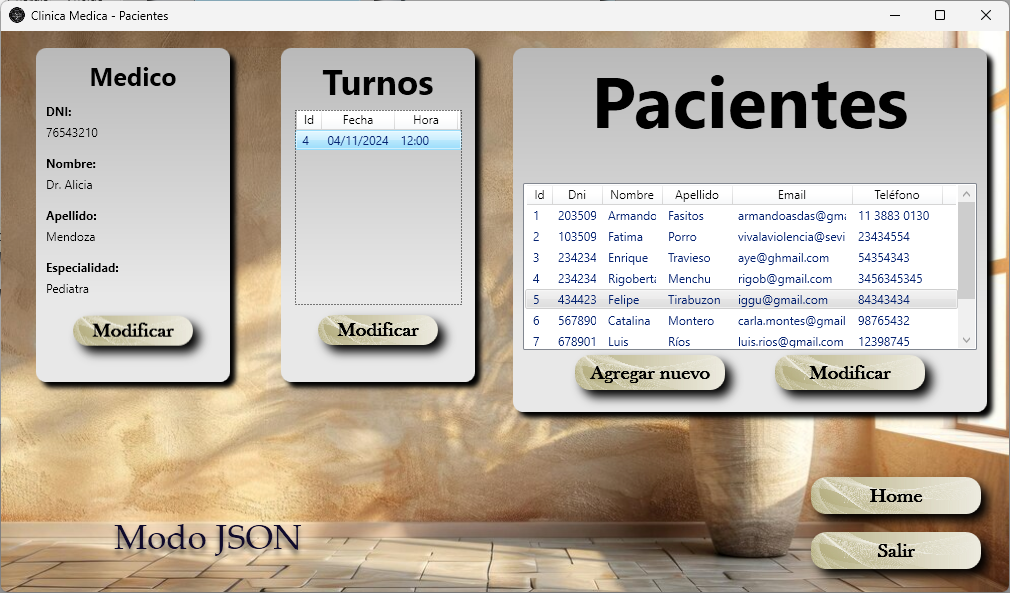 Clinica Medica - Pacientes
Medico
DNI:
76543210
Nombre:
Dr. Alicia
Apellido:
Mendoza
Especialidad:
Pediatra
Modificar
Turnos
Id Fecha Hora
4 04/11/2024 12:00
Modificar
Pacientes
Id Dni Nombre Apellido Email Teléfono
1 203509 Armando Fasitos armandoasdas@gma 11 3883 0130
2 103509 Fatima Porro vivalaviolencia@sevi 23434554
3 234234 Enrique Travieso aye@ghmail.com 54354343
4 234234 Rigoberta Menchu rigob@gmail.com 3456345345
5 434423 Felipe Tirabuzon iggu@gmail.com 84343434
6 567890 Catalina Montero carla.montes@gmail 98765432
7 678901 Luis Ríos luis.rios@gmail.com 12398745
Agregar nuevo Modificar
Home
Modo JSON
Salir